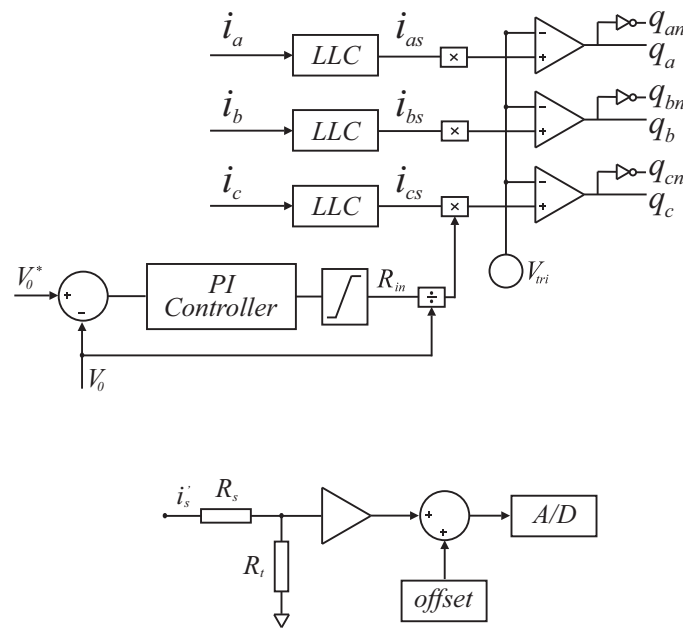 i_a
LLC
i_as
×
−
+
q_an
q_a
i_b
LLC
i_bs
×
−
+
q_bn
q_b
i_c
LLC
i_cs
×
−
+
q_cn
q_c
V_0^*
+
−
PI
Controller
R_in
÷
V_tri
V_0
i_s'
R_s
R_t
+
+
A/D
offset